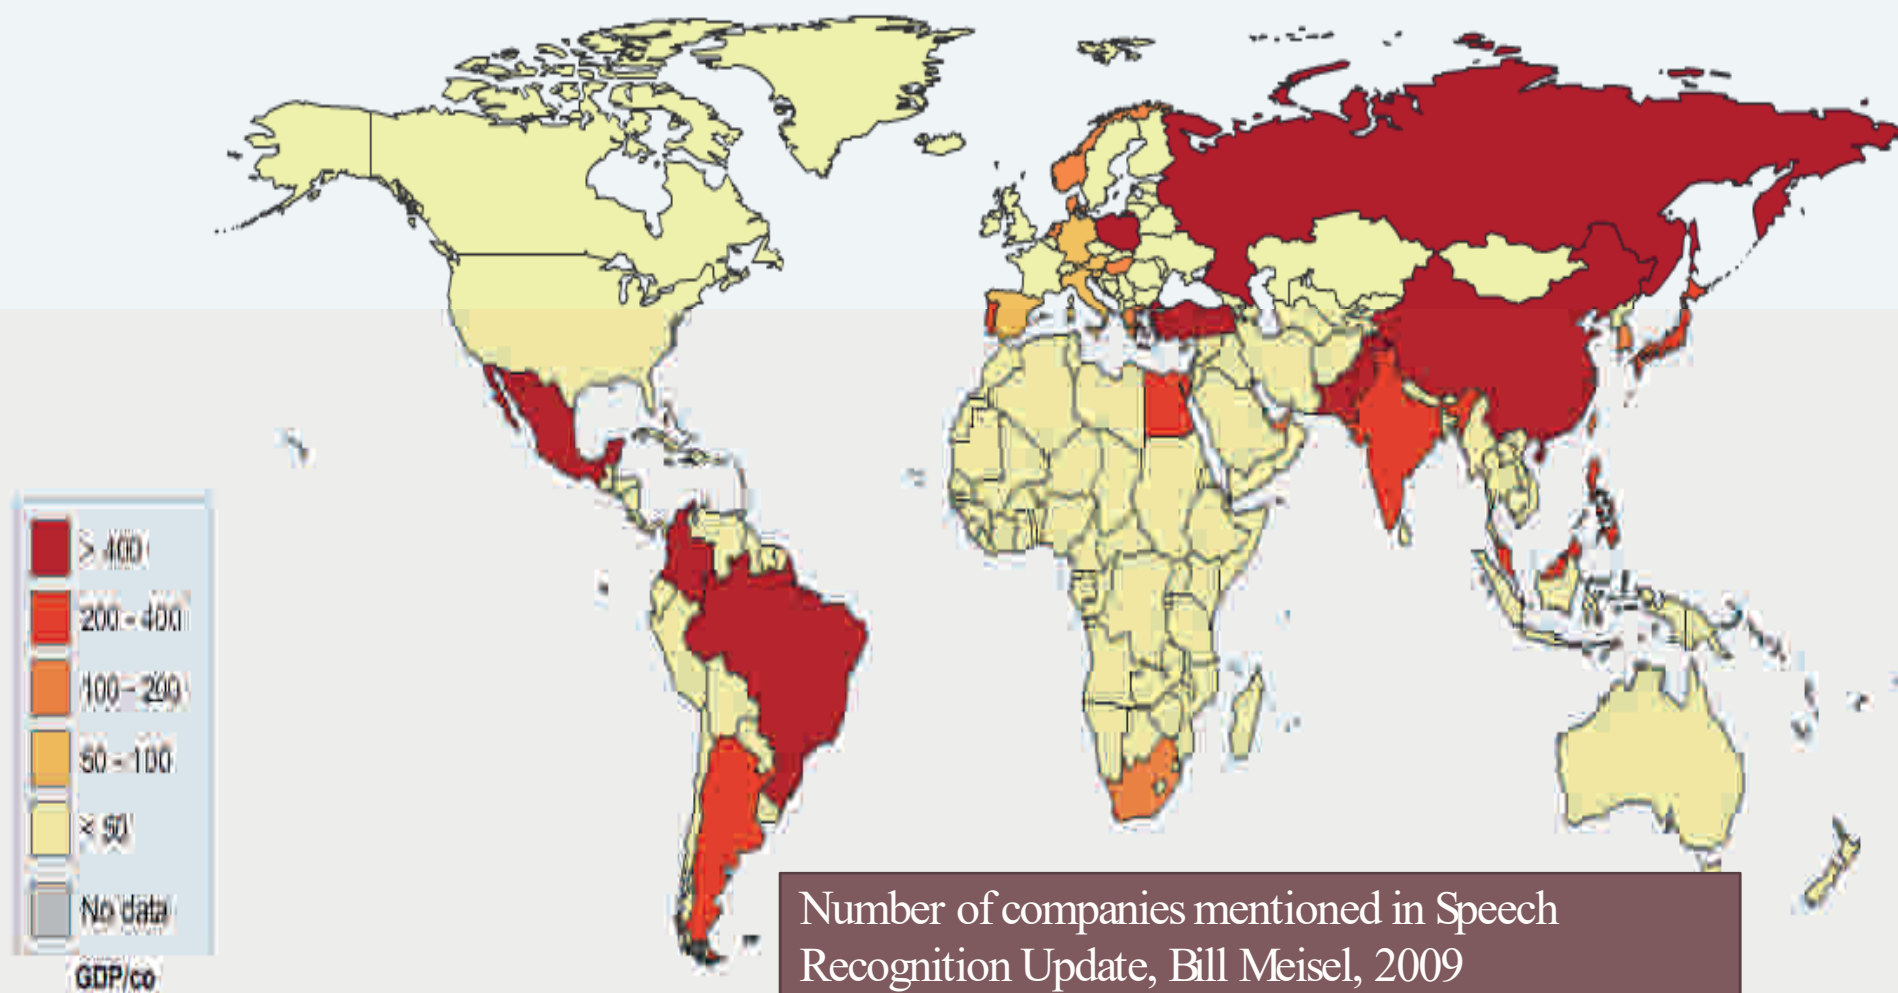 > 400
200 - 400
100 - 200
50 - 100
< 50
No data
GDP/co
Number of companies mentioned in Speech
Recognition Update, Bill Meisel, 2009